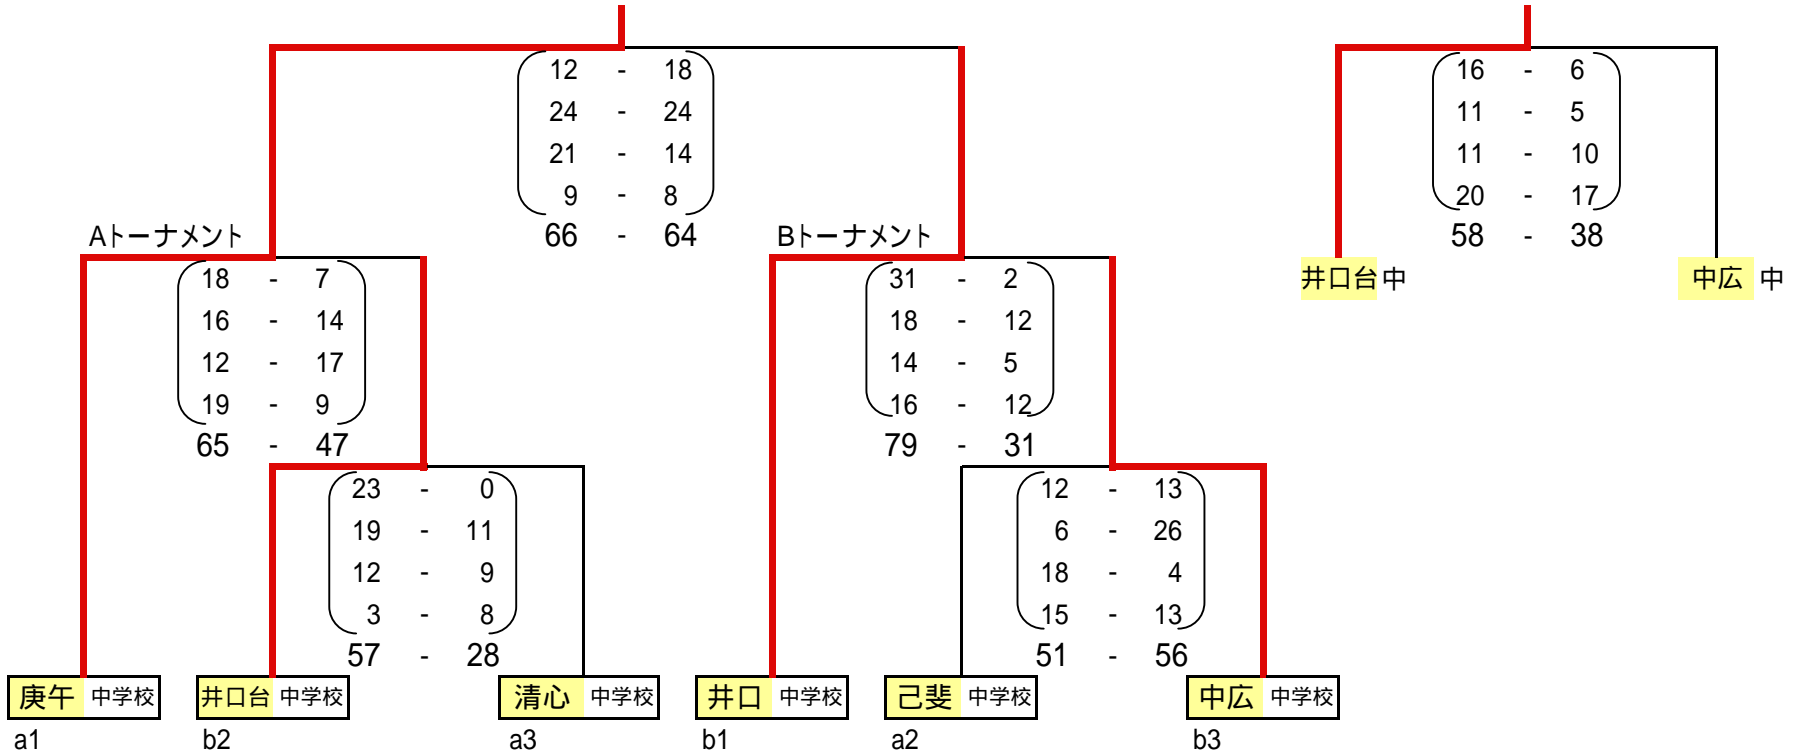 12 - 18
24 - 24
21 - 14
9 - 8
66 - 64
16 - 6
11 - 5
11 - 10
20 - 17
58 - 38
井口台 中
中広 中
Aトーナメント
18 - 7
16 - 14
12 - 17
19 - 9
65 - 47
Bトーナメント
31 - 2
18 - 12
14 - 5
16 - 12
79 - 31
23 - 0
19 - 11
12 - 9
3 - 8
57 - 28
12 - 13
6 - 26
18 - 4
15 - 13
51 - 56
庚午 中学校
井口台 中学校
清心 中学校
井口 中学校
己斐 中学校
中広 中学校
a1
b2
a3
b1
a2
b3